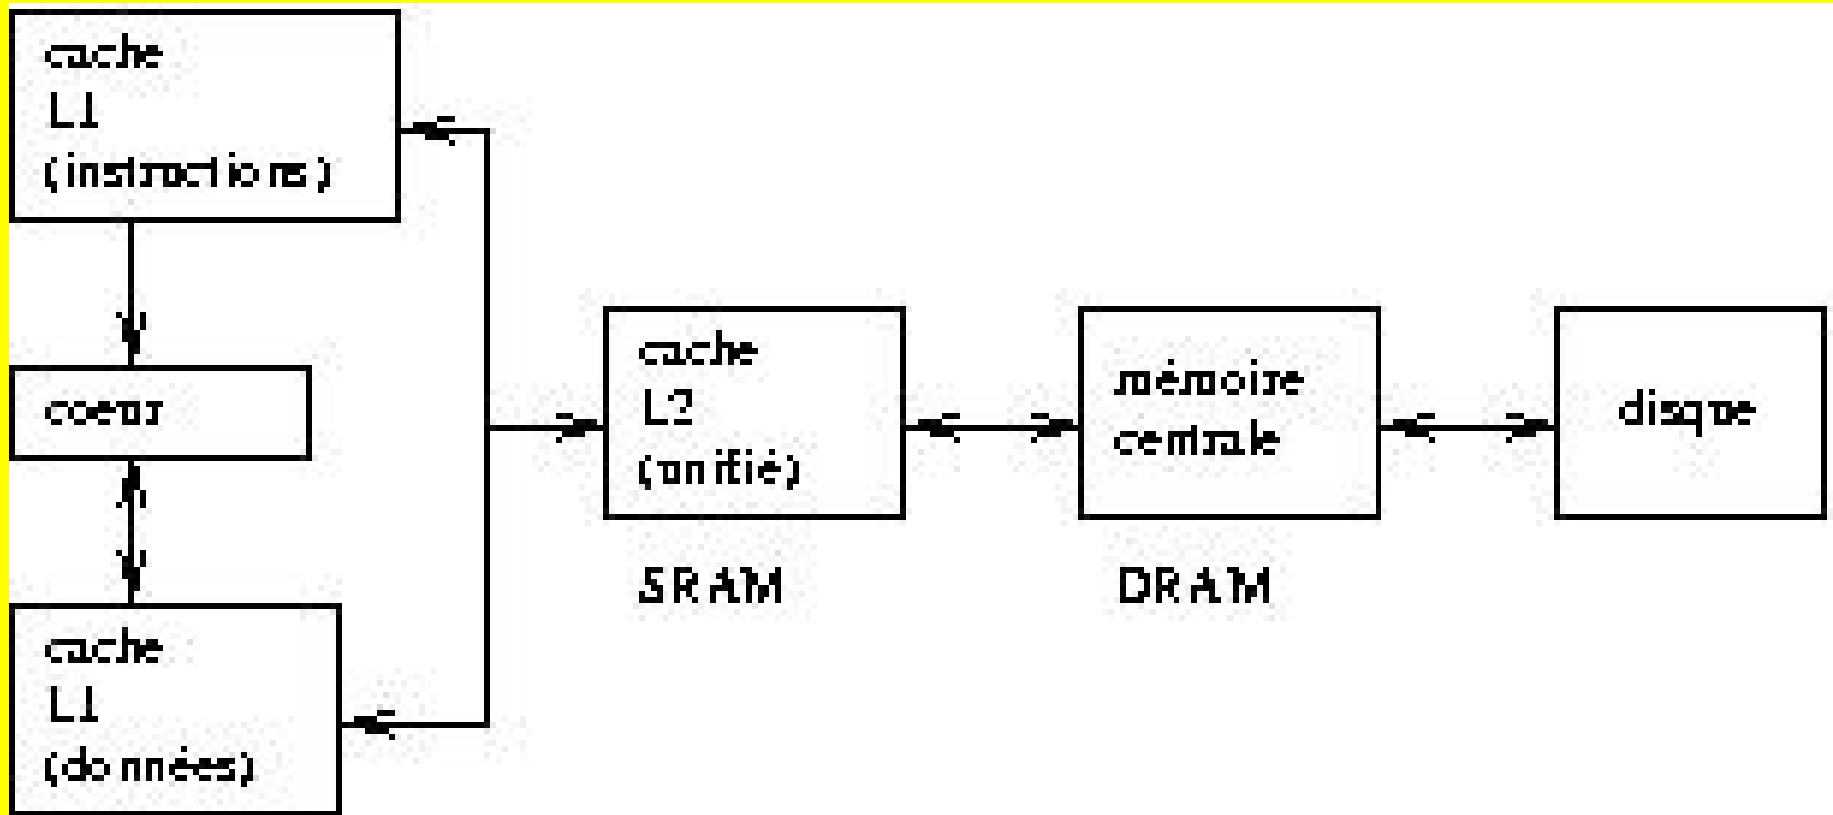 cache
L1
(instructions)
coeur
cache
L1
(données)
cache
L2
(unifié)
SRAM
mémoire
centrale
DRAM
disque